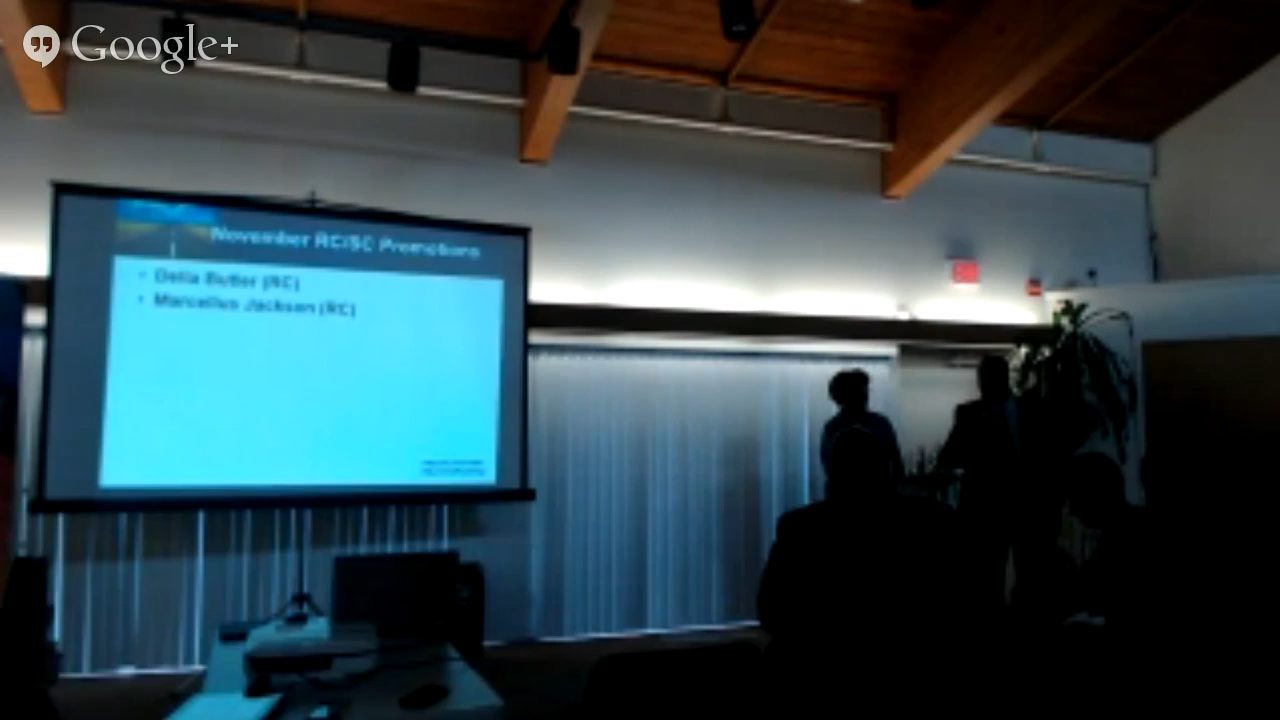 Google+
November RC/SC Promotions
Delia Butler (RC)
Marcellus Jackson (RC)